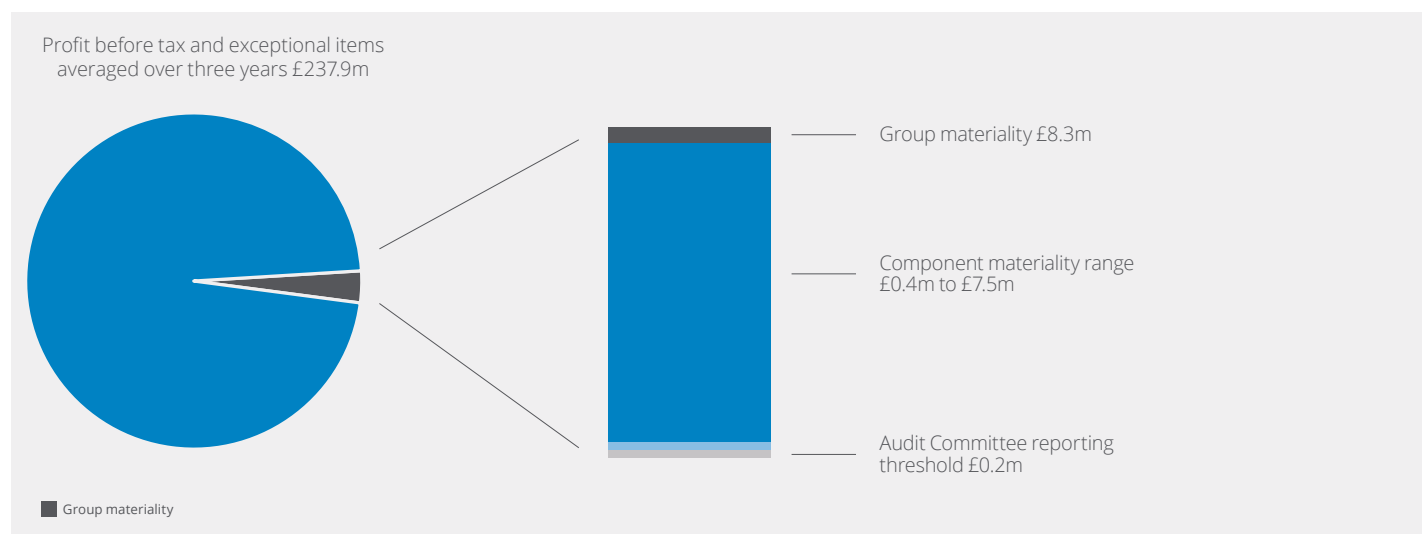 Profit before tax and exceptional items
averaged over three years £237.9m
Group materiality £8.3m
Component materiality range
£0.4m to £7.5m
Audit Committee reporting
threshold £0.2m
Group materiality